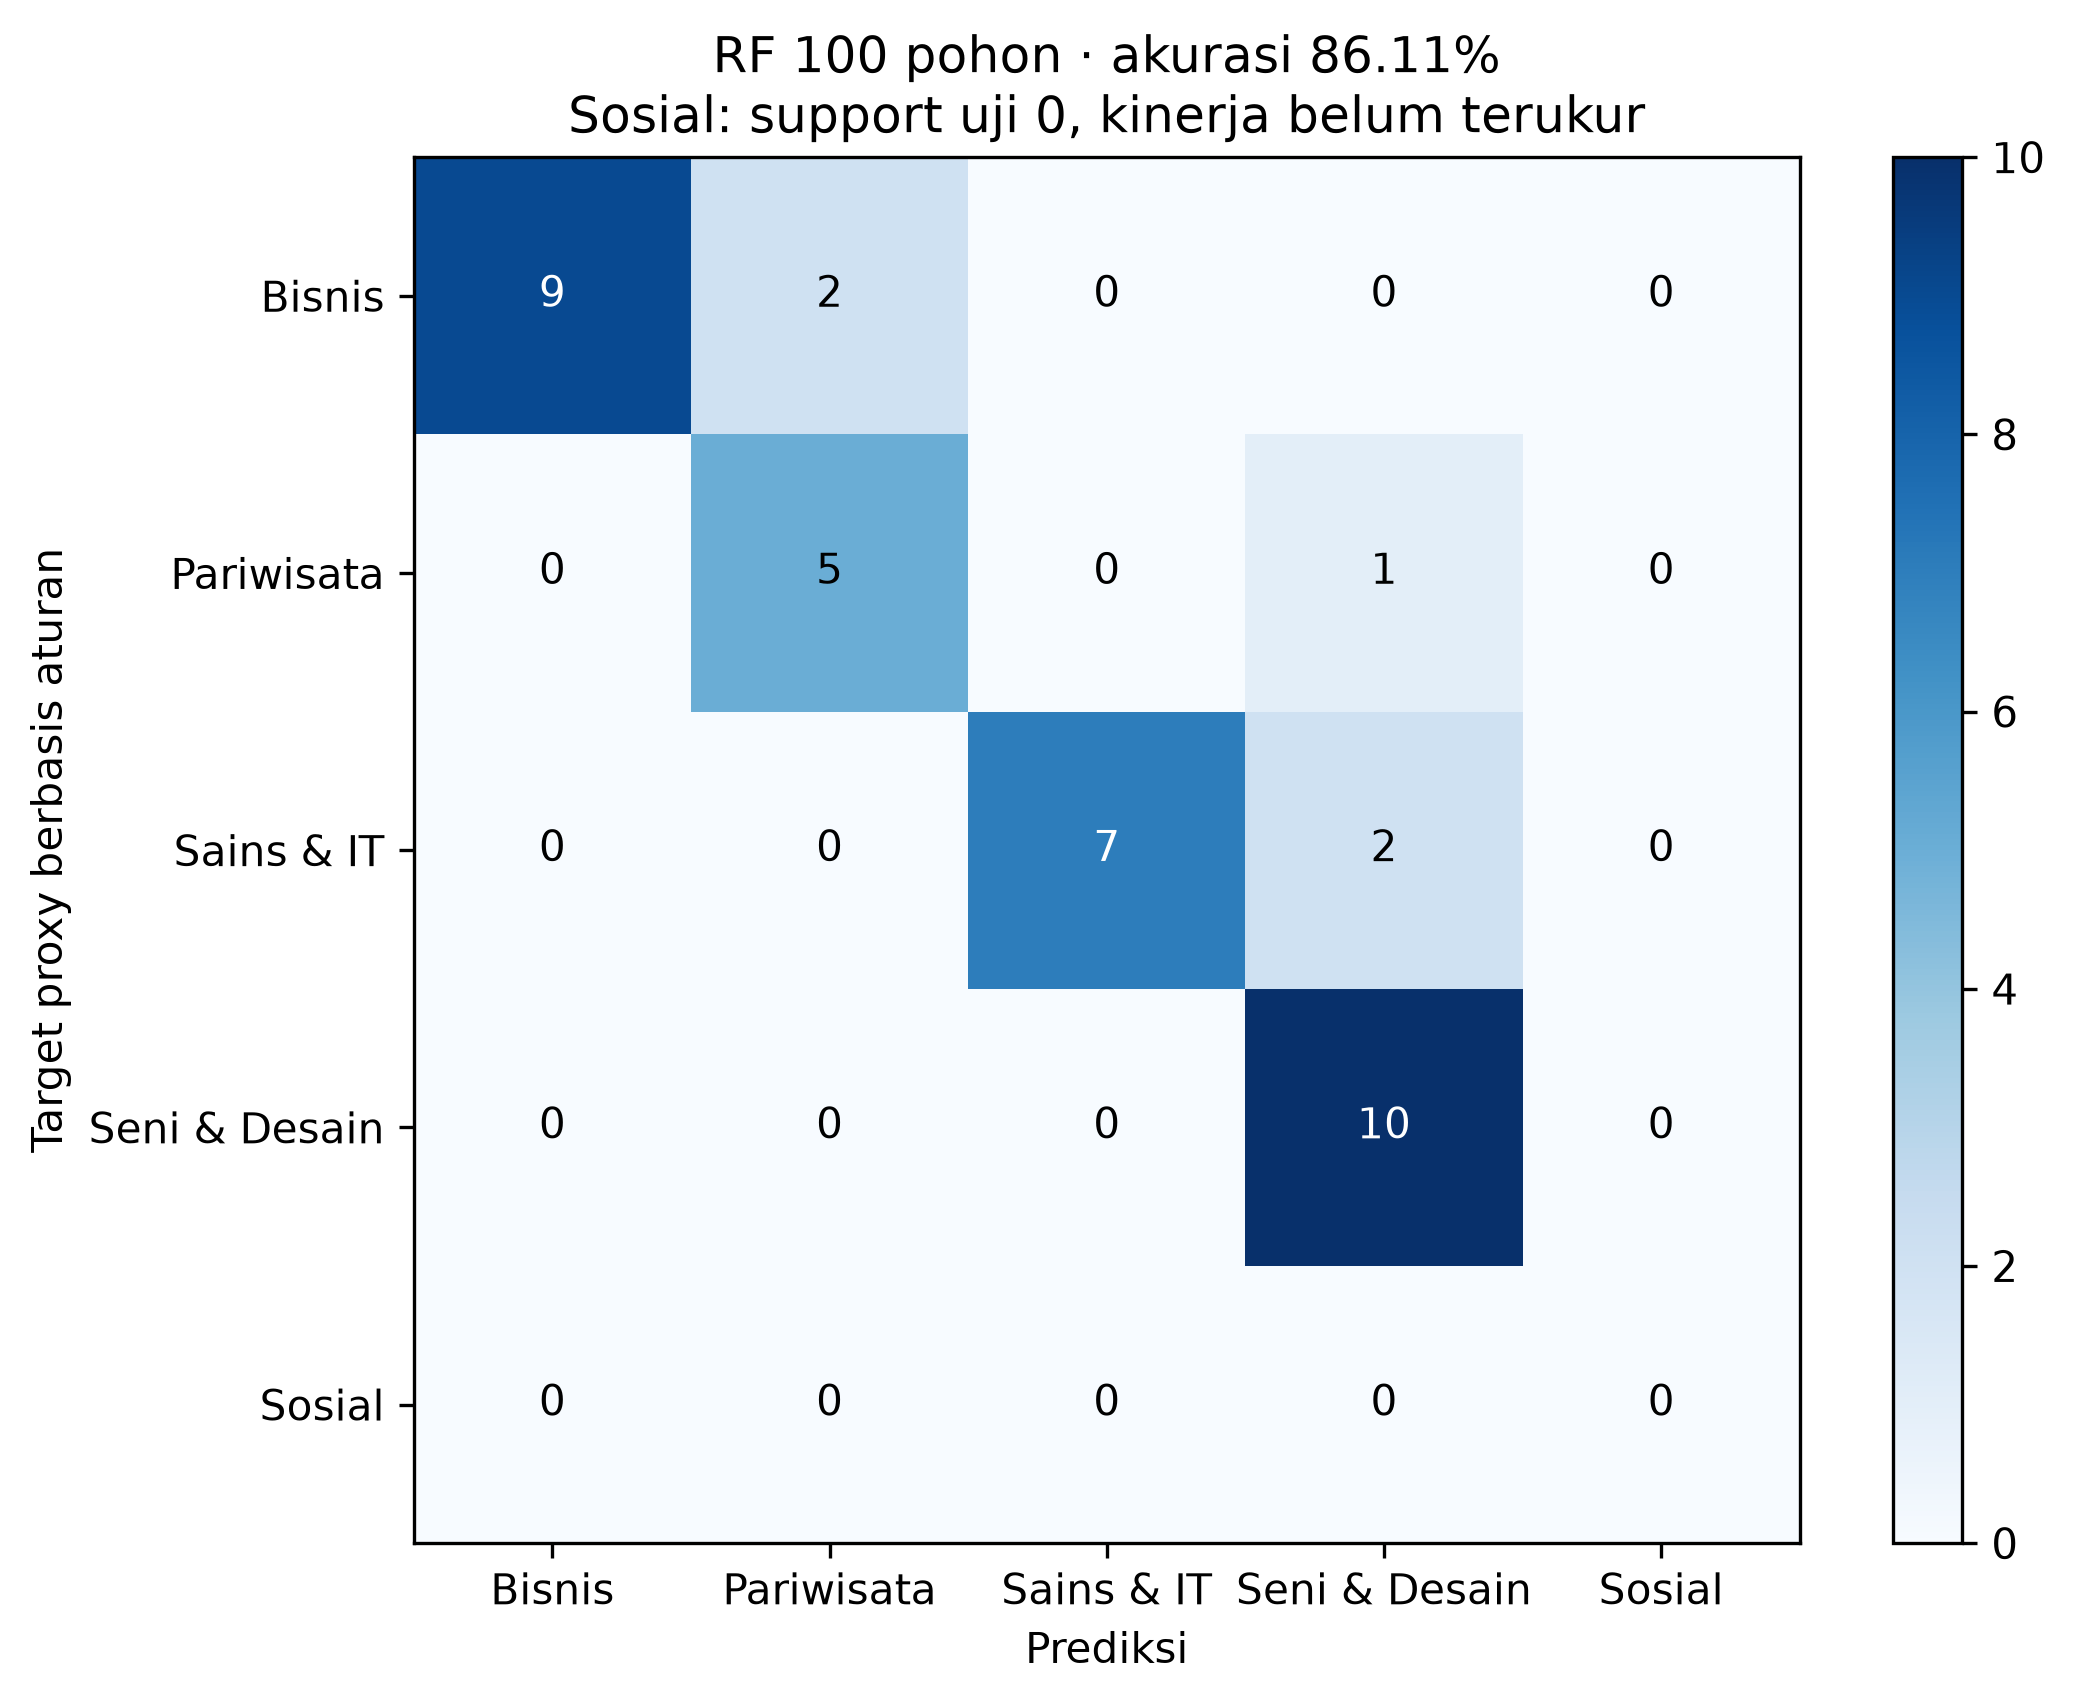 RF 100 pohon · akurasi 86.11%
Sosial: support uji 0, kinerja belum terukur
Target proxy berbasis aturan
Bisnis 9 2 0 0 0
Pariwisata 0 5 0 1 0
Sains & IT 0 0 7 2 0
Seni & Desain 0 0 0 10 0
Sosial 0 0 0 0 0
Bisnis Pariwisata Sains & IT Seni & Desain Sosial
Prediksi
10
8
6
4
2
0